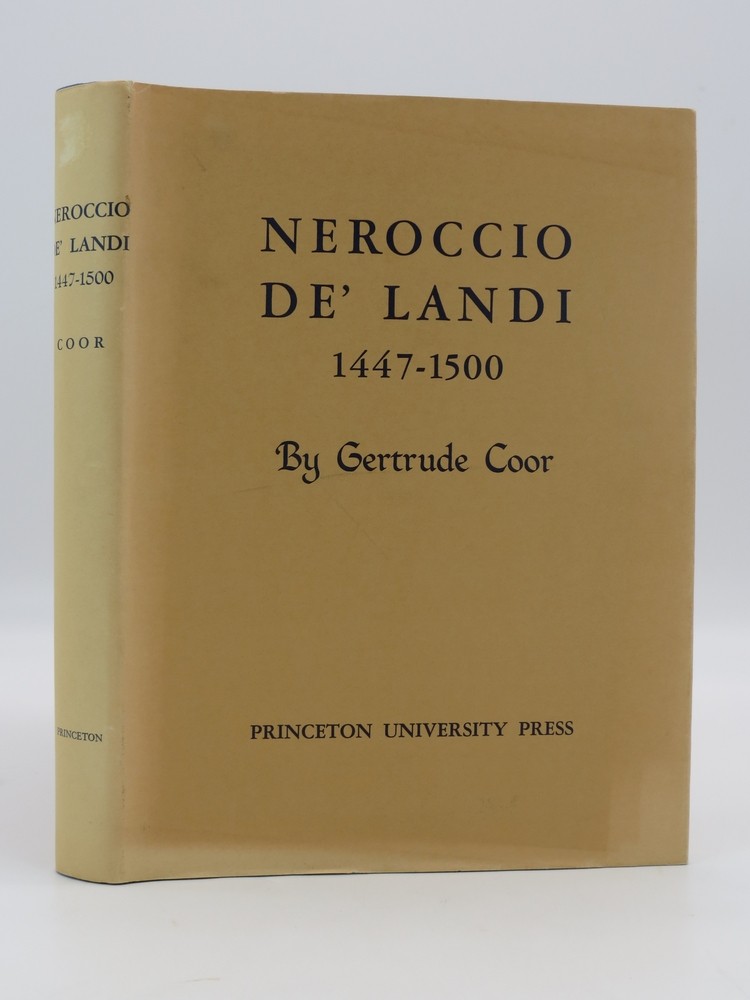 NEROCCIO
DE' LANDI
1447-1500
COOR
PRINCETON
NEROCCIO
DE' LANDI
1447-1500
By Gertrude Coor
PRINCETON UNIVERSITY PRESS